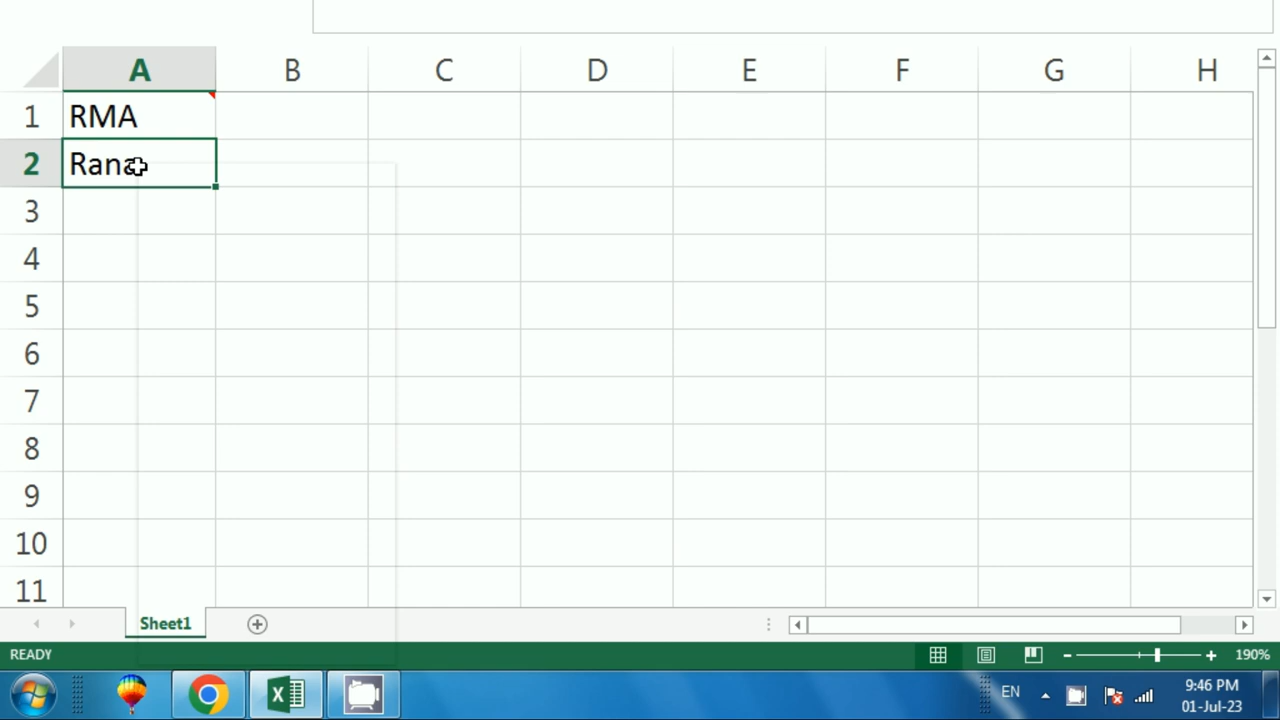 A B C D E F G H
1 RMA
2 Rana
3
4
5
6
7
8
9
10
11
Sheet1
READY 190%
EN 9:46 PM
01-Jul-23